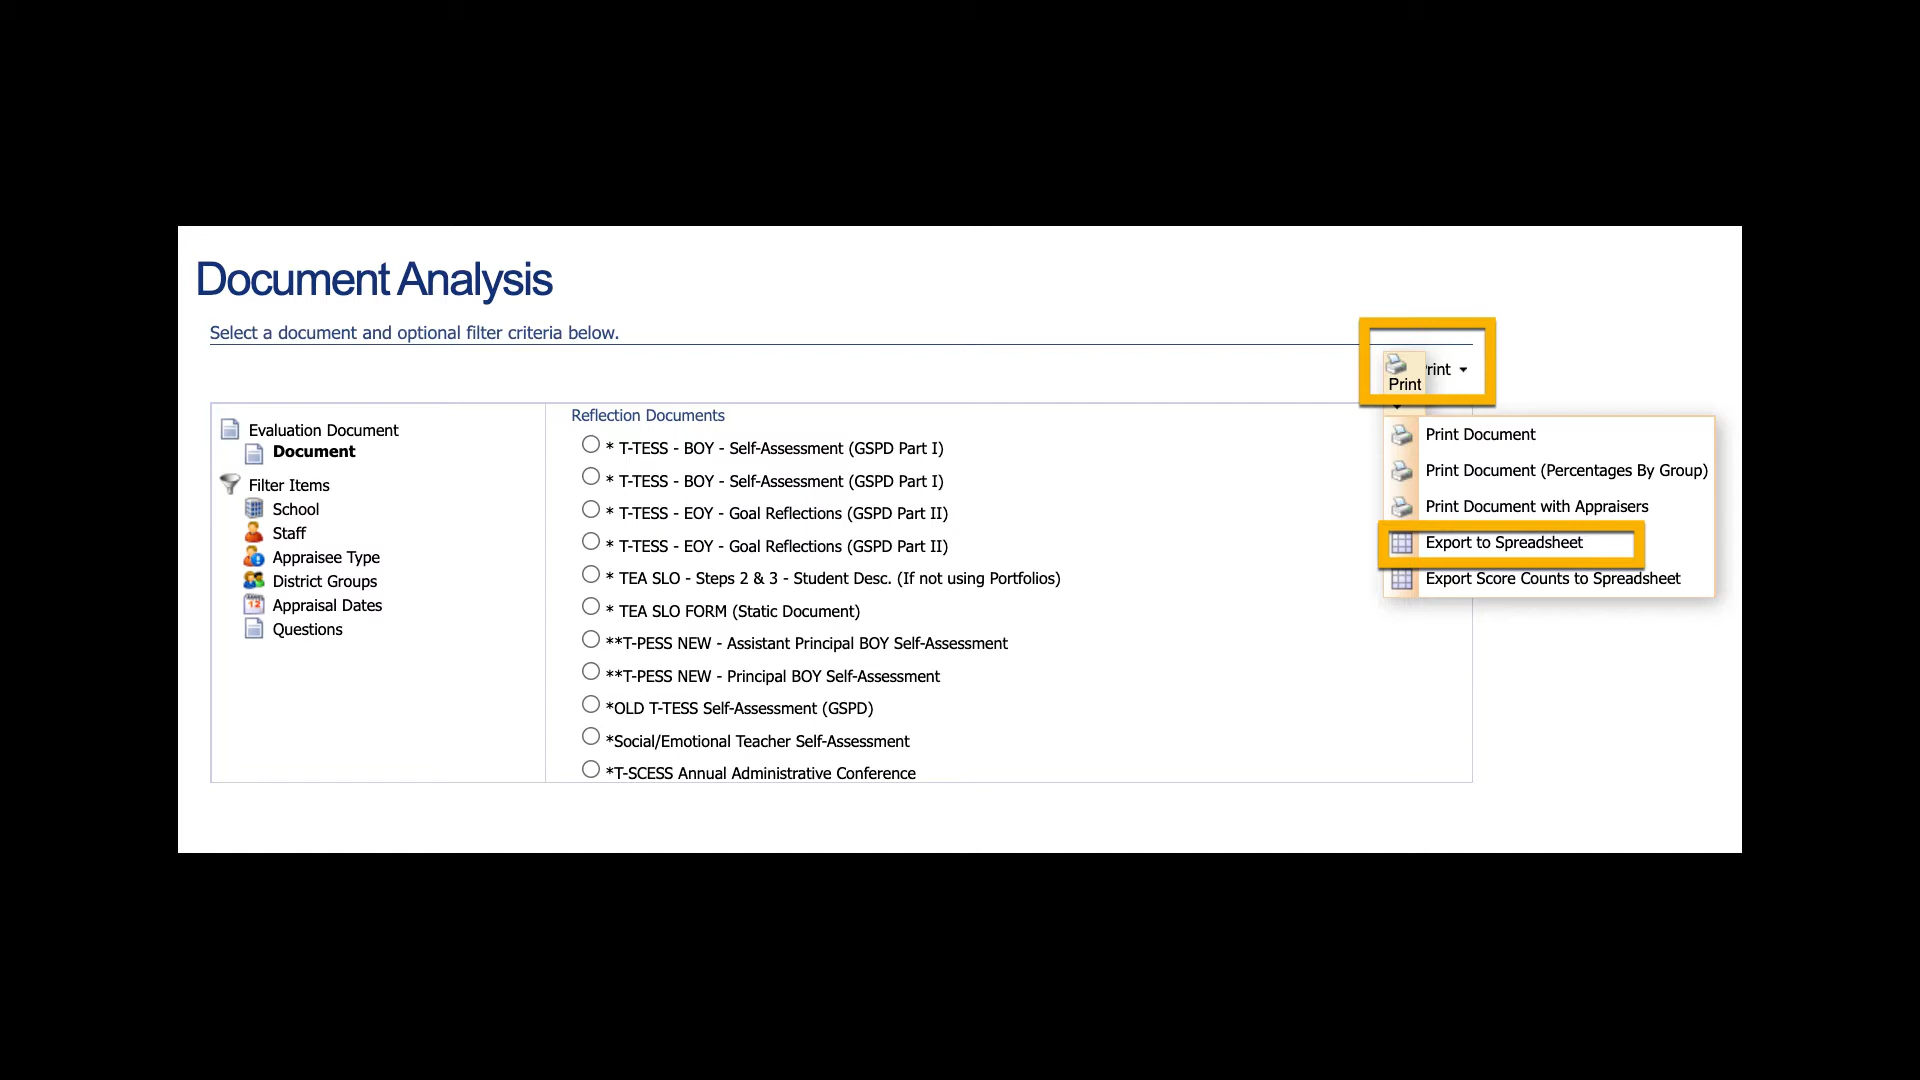 Document Analysis
Select a document and optional filter criteria below.
Print
Print
Evaluation Document
Document
Filter Items
School
Staff
Appraisee Type
District Groups
Appraisal Dates
12
Questions
Reflection Documents
* T-TESS - BOY - Self-Assessment (GSPD Part I)
* T-TESS - BOY - Self-Assessment (GSPD Part I)
* T-TESS - EOY - Goal Reflections (GSPD Part II)
* T-TESS - EOY - Goal Reflections (GSPD Part II)
* TEA SLO - Steps 2 & 3 - Student Desc. (If not using Portfolios)
* TEA SLO FORM (Static Document)
**T-PESS NEW - Assistant Principal BOY Self-Assessment
**T-PESS NEW - Principal BOY Self-Assessment
*OLD T-TESS Self-Assessment (GSPD)
*Social/Emotional Teacher Self-Assessment
*T-SCESS Annual Administrative Conference
Print Document
Print Document (Percentages By Group)
Print Document with Appraisers
Export to Spreadsheet
Export Score Counts to Spreadsheet